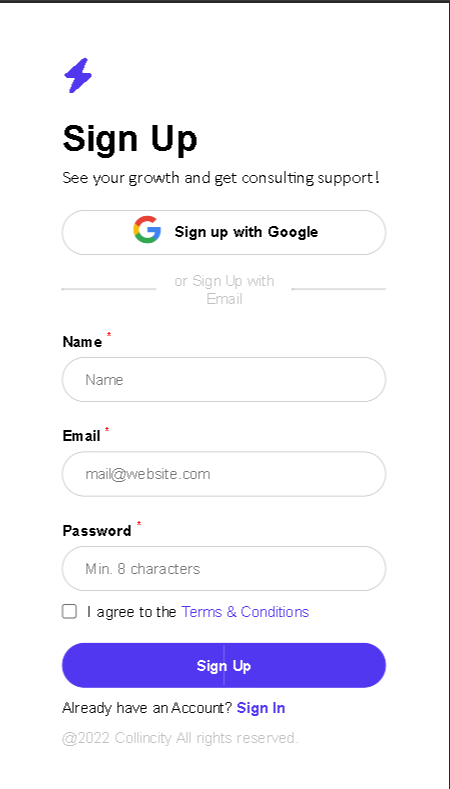 Sign Up
See your growth and get consulting support!
Sign up with Google
or Sign Up with
Email
Name *
Name
Email *
mail@website.com
Password *
Min. 8 characters
I agree to the Terms & Conditions
Sign Up
Already have an Account? Sign In
@2022 Collincity All rights reserved.